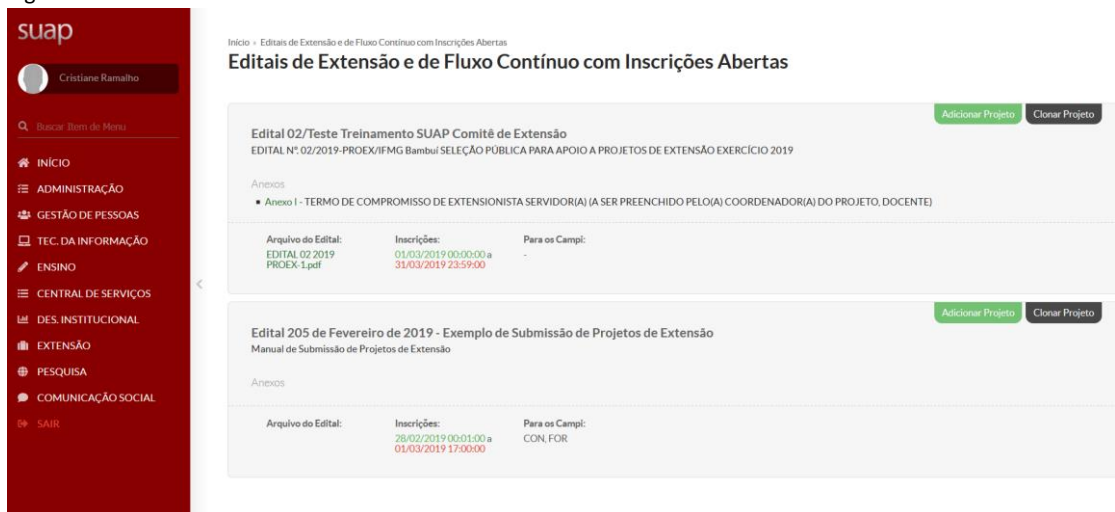 suap
Cristiane Ramalho
Buscar Item de Menu
INÍCIO
ADMINISTRAÇÃO
GESTÃO DE PESSOAS
TEC. DA INFORMAÇÃO
ENSINO
CENTRAL DE SERVIÇOS
DES. INSTITUCIONAL
EXTENSÃO
PESQUISA
COMUNICAÇÃO SOCIAL
SAIR
Início » Editais de Extensão e de Fluxo Contínuo com Inscrições Abertas
Editais de Extensão e de Fluxo Contínuo com Inscrições Abertas
Adicionar Projeto Clonar Projeto
Edital 02/Teste Treinamento SUAP Comitê de Extensão
EDITAL Nº. 02/2019-PROEX/IFMG Bambuí SELEÇÃO PÚBLICA PARA APOIO A PROJETOS DE EXTENSÃO EXERCÍCIO 2019
Anexos
Anexo I - TERMO DE COMPROMISSO DE EXTENSIONISTA SERVIDOR(A) (A SER PREENCHIDO PELO(A) COORDENADOR(A) DO PROJETO, DOCENTE)
Arquivo do Edital: Inscrições: Para os Campi:
EDITAL 02 2019 01/03/2019 00:00:00 a -
PROEX-1.pdf 31/03/2019 23:59:00
Adicionar Projeto Clonar Projeto
Edital 205 de Fevereiro de 2019 - Exemplo de Submissão de Projetos de Extensão
Manual de Submissão de Projetos de Extensão
Anexos
Arquivo do Edital: Inscrições: Para os Campi:
28/02/2019 00:01:00 a CON, FOR
01/03/2019 17:00:00